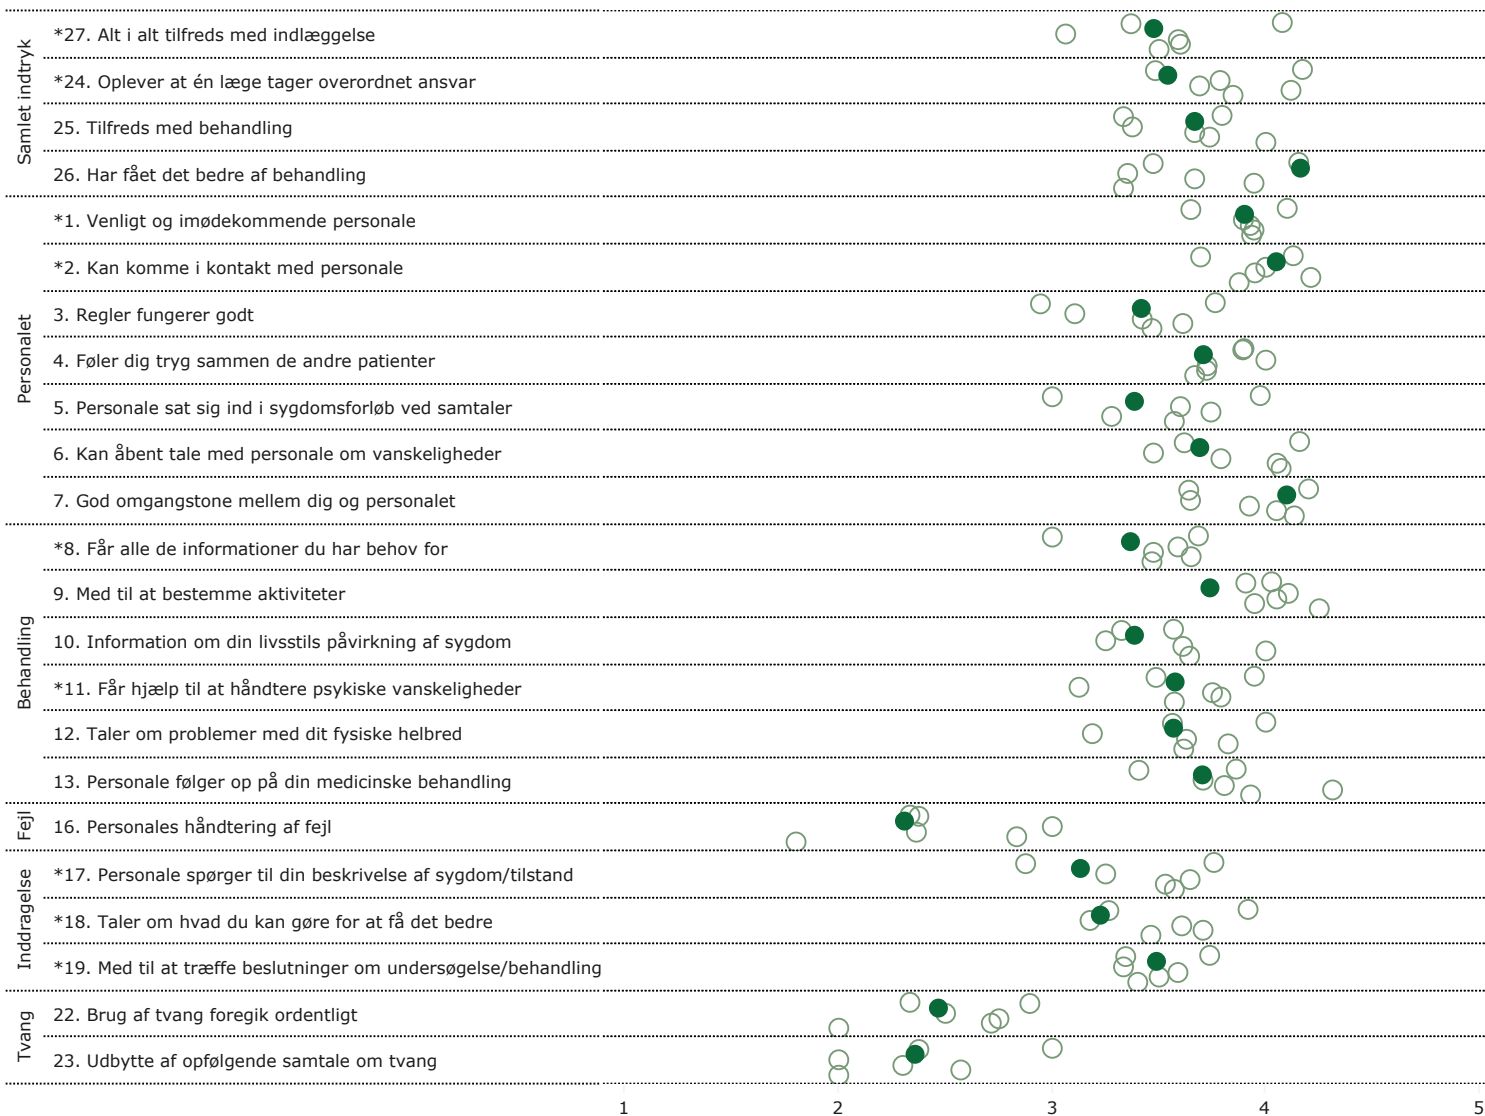 Samlet indtryk
*27. Alt i alt tilfreds med indlæggelse
*24. Oplever at én læge tager overordnet ansvar
25. Tilfreds med behandling
26. Har fået det bedre af behandling
Personalet
*1. Venligt og imødekommende personale
*2. Kan komme i kontakt med personale
3. Regler fungerer godt
4. Føler dig tryg sammen de andre patienter
5. Personale sat sig ind i sygdomsforløb ved samtaler
6. Kan åbent tale med personale om vanskeligheder
7. God omgangstone mellem dig og personalet
Behandling
*8. Får alle de informationer du har behov for
9. Med til at bestemme aktiviteter
10. Information om din livsstils påvirkning af sygdom
*11. Får hjælp til at håndtere psykiske vanskeligheder
12. Taler om problemer med dit fysiske helbred
13. Personale følger op på din medicinske behandling
Fejl
16. Personales håndtering af fejl
Inddragelse
*17. Personale spørger til din beskrivelse af sygdom/tilstand
*18. Taler om hvad du kan gøre for at få det bedre
*19. Med til at træffe beslutninger om undersøgelse/behandling
Tvang
22. Brug af tvang foregik ordentligt
23. Udbytte af opfølgende samtale om tvang
1 2 3 4 5